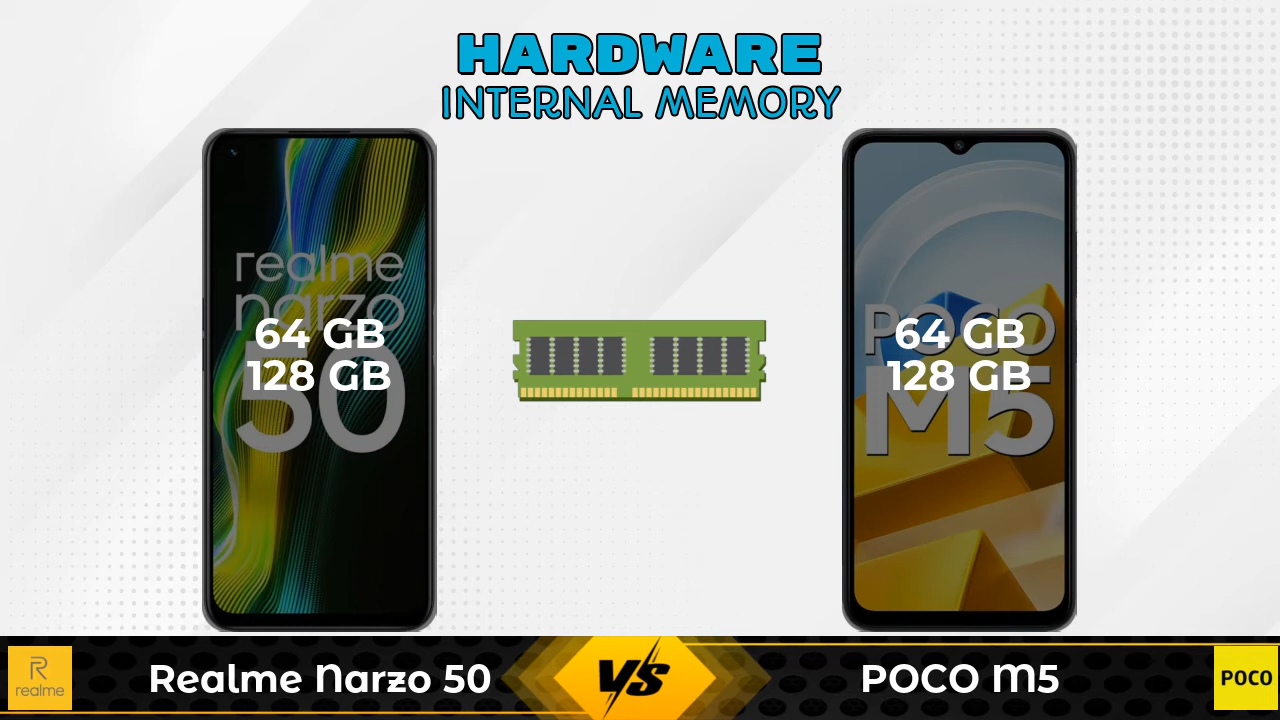 HARDWARE
INTERNAL MEMORY
realme
narzo
50
64 GB
128 GB
POCO
M5
64 GB
128 GB
R
realme
Realme Narzo 50
VS
POCO M5
POCO